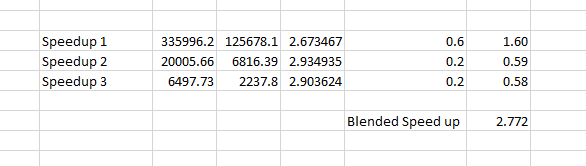 Speedup 1 335996.2 125678.1 2.673467 0.6 1.60
Speedup 2 20005.66 6816.39 2.934935 0.2 0.59
Speedup 3 6497.73 2237.8 2.903624 0.2 0.58
Blended Speed up 2.772